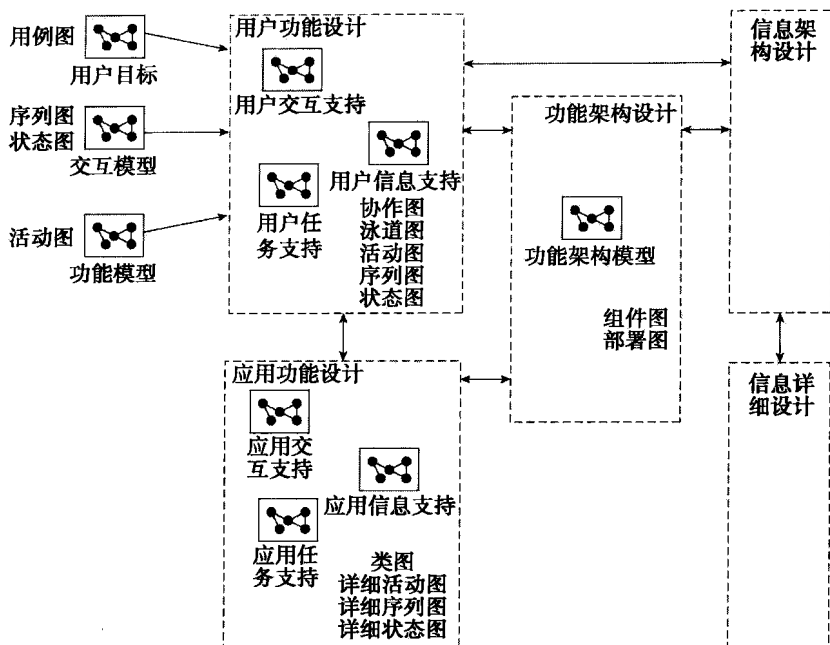 用例图
用户目标
序列图
状态图
交互模型
活动图
功能模型
用户功能设计
用户交互支持
用户信息支持
用户任
务支持
协作图
泳道图
活动图
序列图
状态图
功能架构设计
功能架构模型
组件图
部署图
信息架
构设计
应用功能设计
应用交
互支持
应用信息支持
应用任
务支持
类图
详细活动图
详细序列图
详细状态图
信息详
细设计